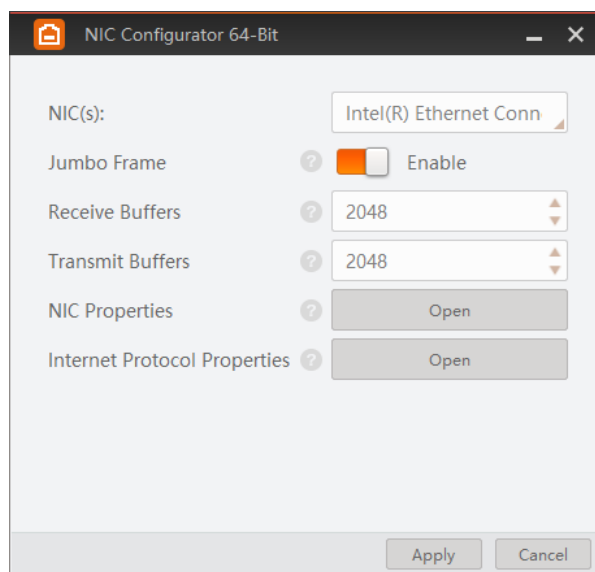 NIC Configurator 64-Bit
NIC(s): Intel(R) Ethernet Conn
Jumbo Frame ? Enable
Receive Buffers ? 2048
Transmit Buffers ? 2048
NIC Properties ? Open
Internet Protocol Properties ? Open
Apply Cancel